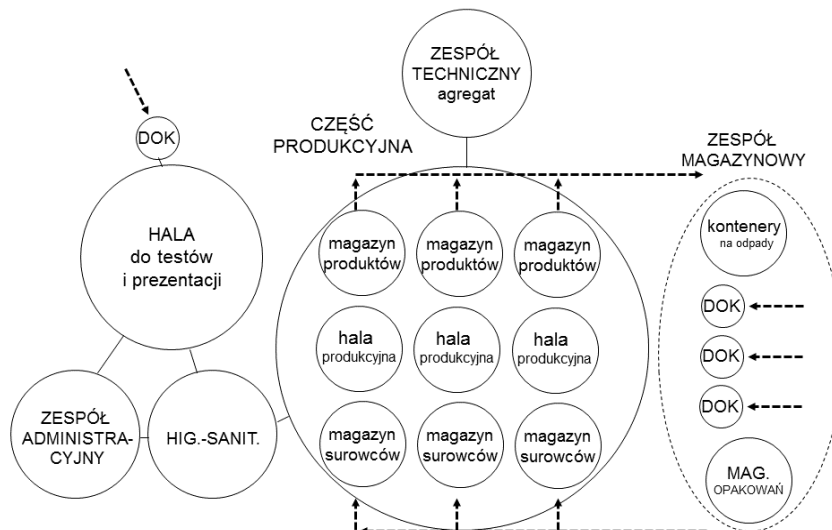 ZESPÓŁ
TECHNICZNY
agregat
DOK
CZĘŚĆ
PRODUKCYJNA
ZESPÓŁ
MAGAZYNOWY
HALA
do testów
i prezentacji
magazyn
produktów
magazyn
produktów
magazyn
produktów
kontenery
na odpady
hala
produkcyjna
hala
produkcyjna
hala
produkcyjna
DOK
DOK
DOK
ZESPÓŁ
ADMINISTRA-
CYJNY
HIG.-SANIT.
magazyn
surowców
magazyn
surowców
magazyn
surowców
MAG.
OPAKOWAŃ